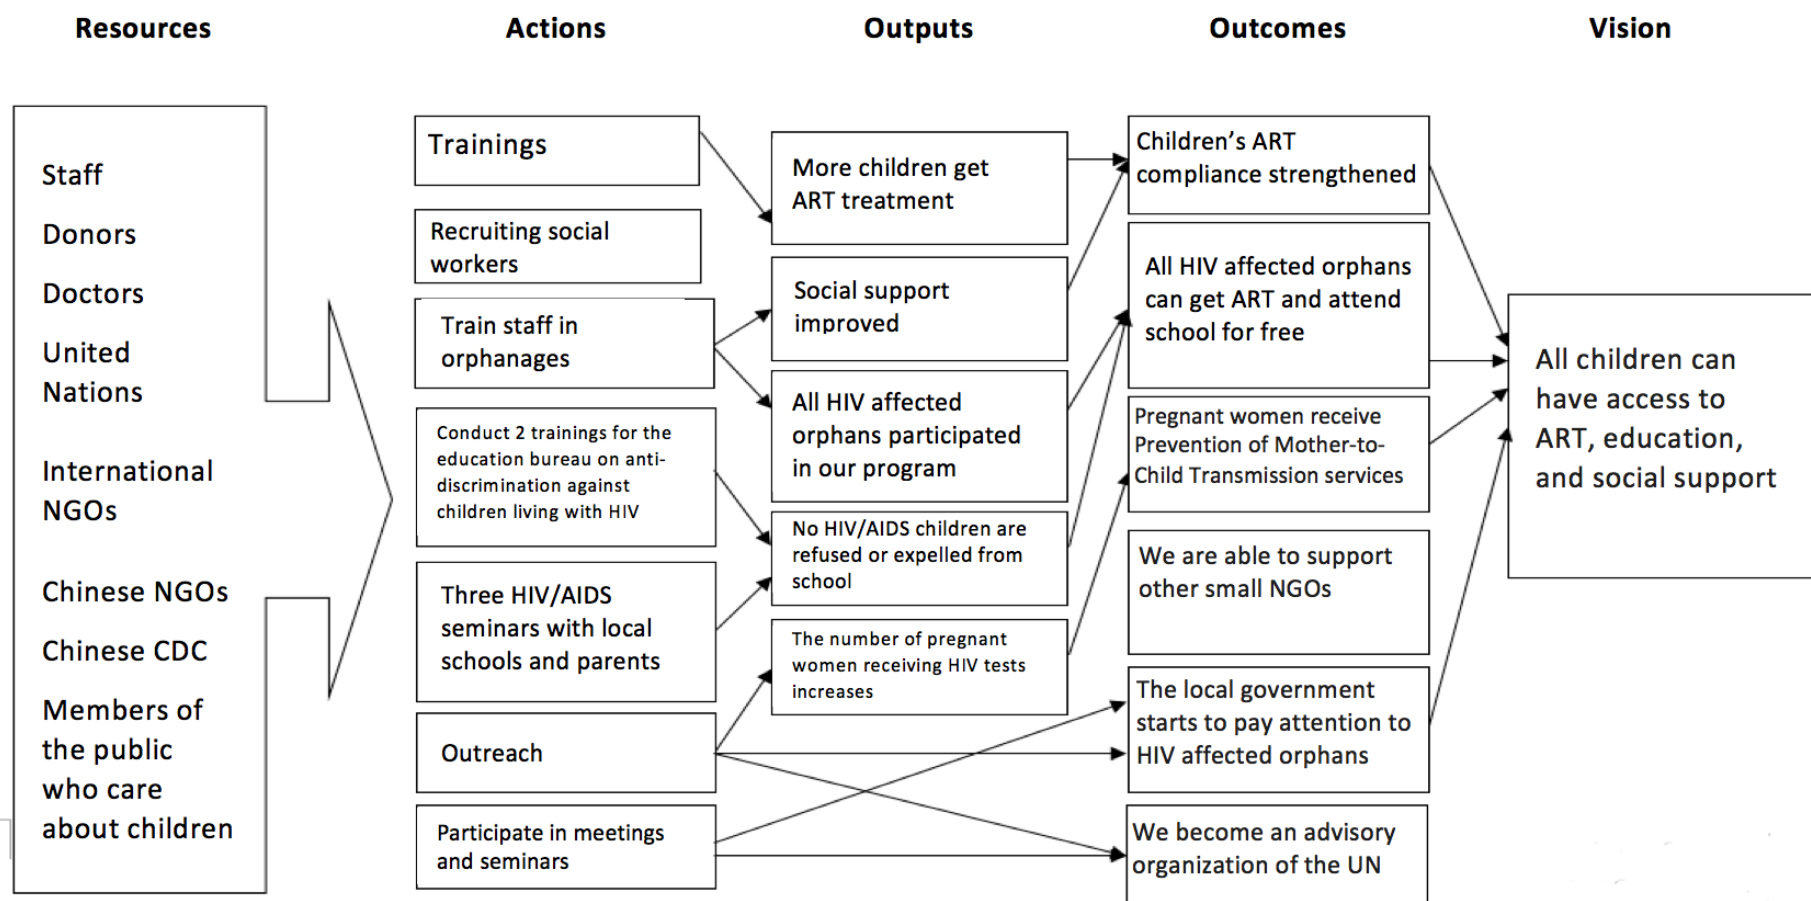 Resources
Actions
Outputs
Outcomes
Vision
Staff
Donors
Doctors
United
Nations
International
NGOs
Chinese NGOs
Chinese CDC
Members of
the public
who care
about children
Trainings
Recruiting social
workers
Train staff in
orphanages
Conduct 2 trainings for the
education bureau on anti-
discrimination against
children living with HIV
Three HIV/AIDS
seminars with local
schools and parents
Outreach
Participate in meetings
and seminars
More children get
ART treatment
Social support
improved
All HIV affected
orphans participated
in our program
No HIV/AIDS children are
refused or expelled from
school
The number of pregnant
women receiving HIV tests
increases
Children’s ART
compliance strengthened
All HIV affected orphans
can get ART and attend
school for free
Pregnant women receive
Prevention of Mother-to-
Child Transmission services
We are able to support
other small NGOs
The local government
starts to pay attention to
HIV affected orphans
We become an advisory
organization of the UN
All children can
have access to
ART, education,
and social support